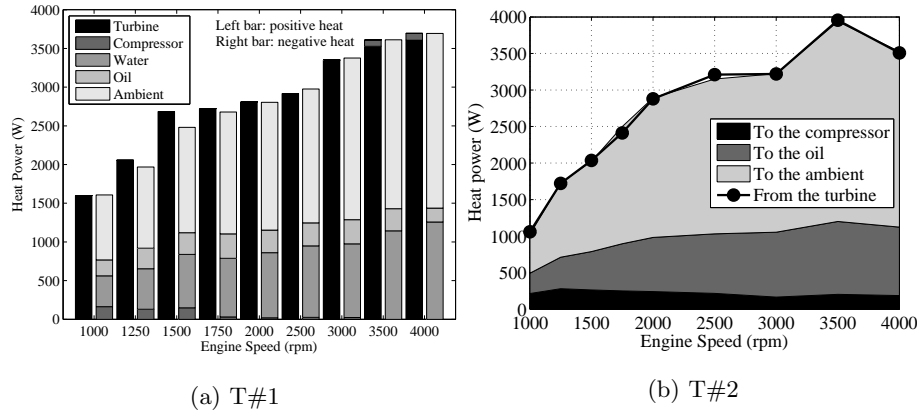 4000
3500
3000
2500
2000
1500
1000
500
0
Heat Power (W)
Turbine
Compressor
Water
Oil
Ambient
Left bar: positive heat
Right bar: negative heat
1000 1250 1500 1750 2000 2500 3000 3500 4000
Engine Speed (rpm)
(a) T#1
4000
3500
3000
2500
2000
1500
1000
500
0
Heat power (W)
To the compressor
To the oil
To the ambient
From the turbine
1000 1500 2000 2500 3000 3500 4000
Engine Speed (rpm)
(b) T#2